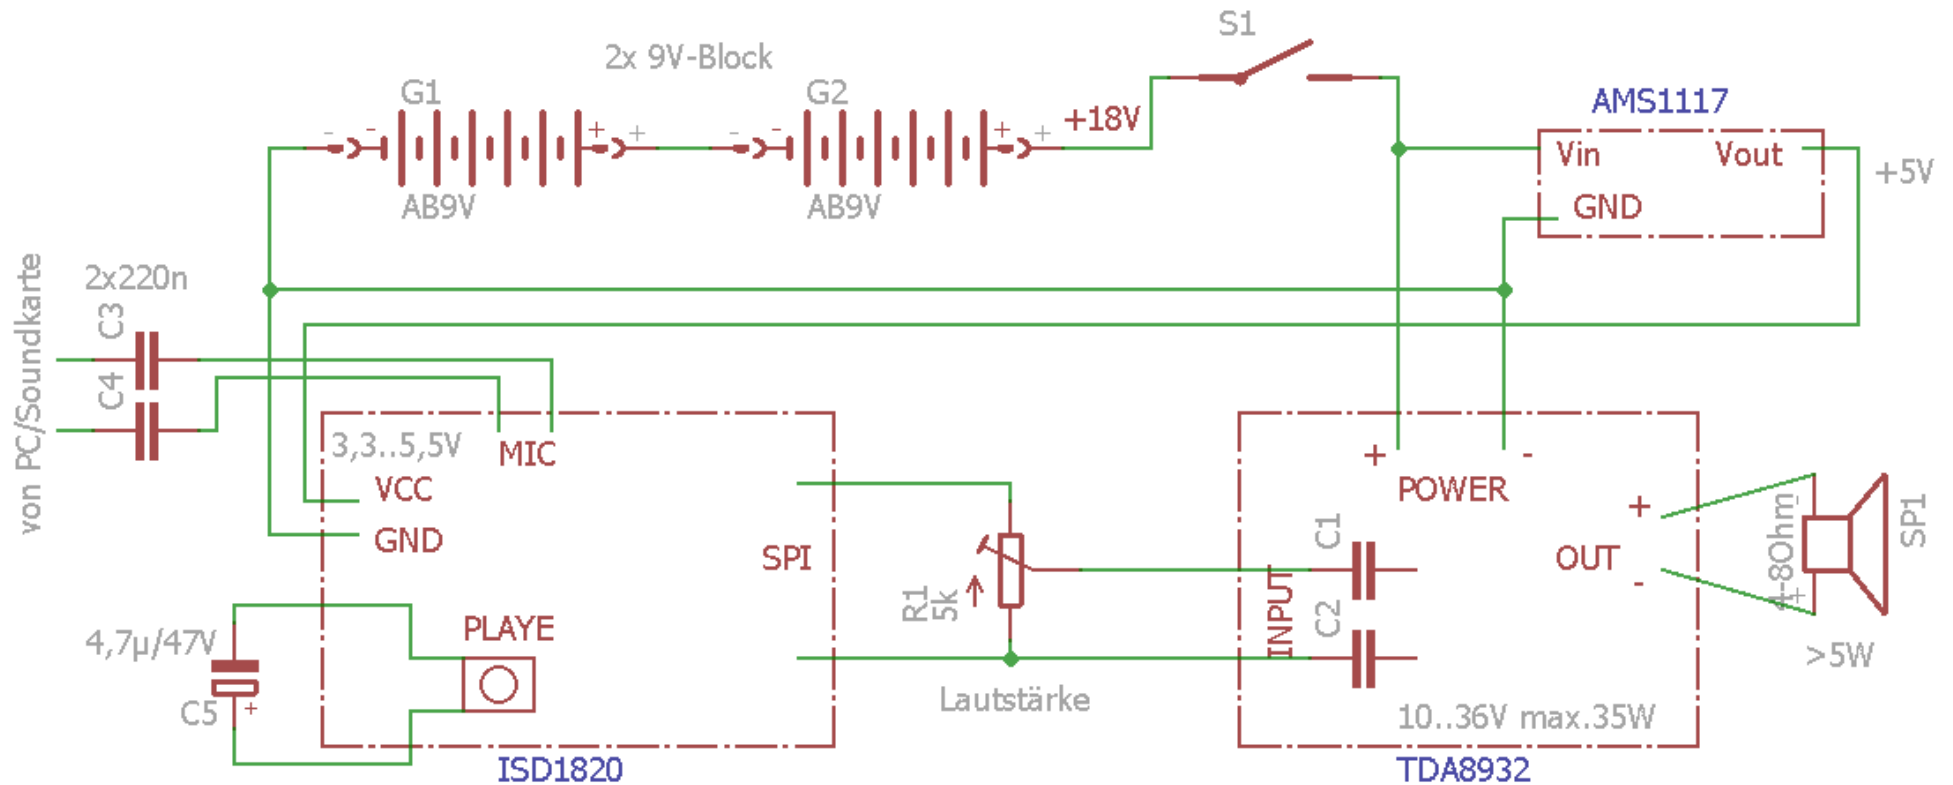 S1
2x 9V-Block
G1
G2
AMS1117
- - + + - - + +
+18V
Vin Vout
+5V
AB9V
AB9V
GND
2x220n
C3
C4
von PC/Soundkarte
3,3..5,5V
MIC
VCC
GND
SPI
+ -
POWER
+
OUT
-
4-8Ohm
-
+
SP1
>5W
C1
C2
INPUT
R1
5k
PLAYE
4,7µ/47V
C5
+
Lautstärke
10..36V max.35W
ISD1820
TDA8932